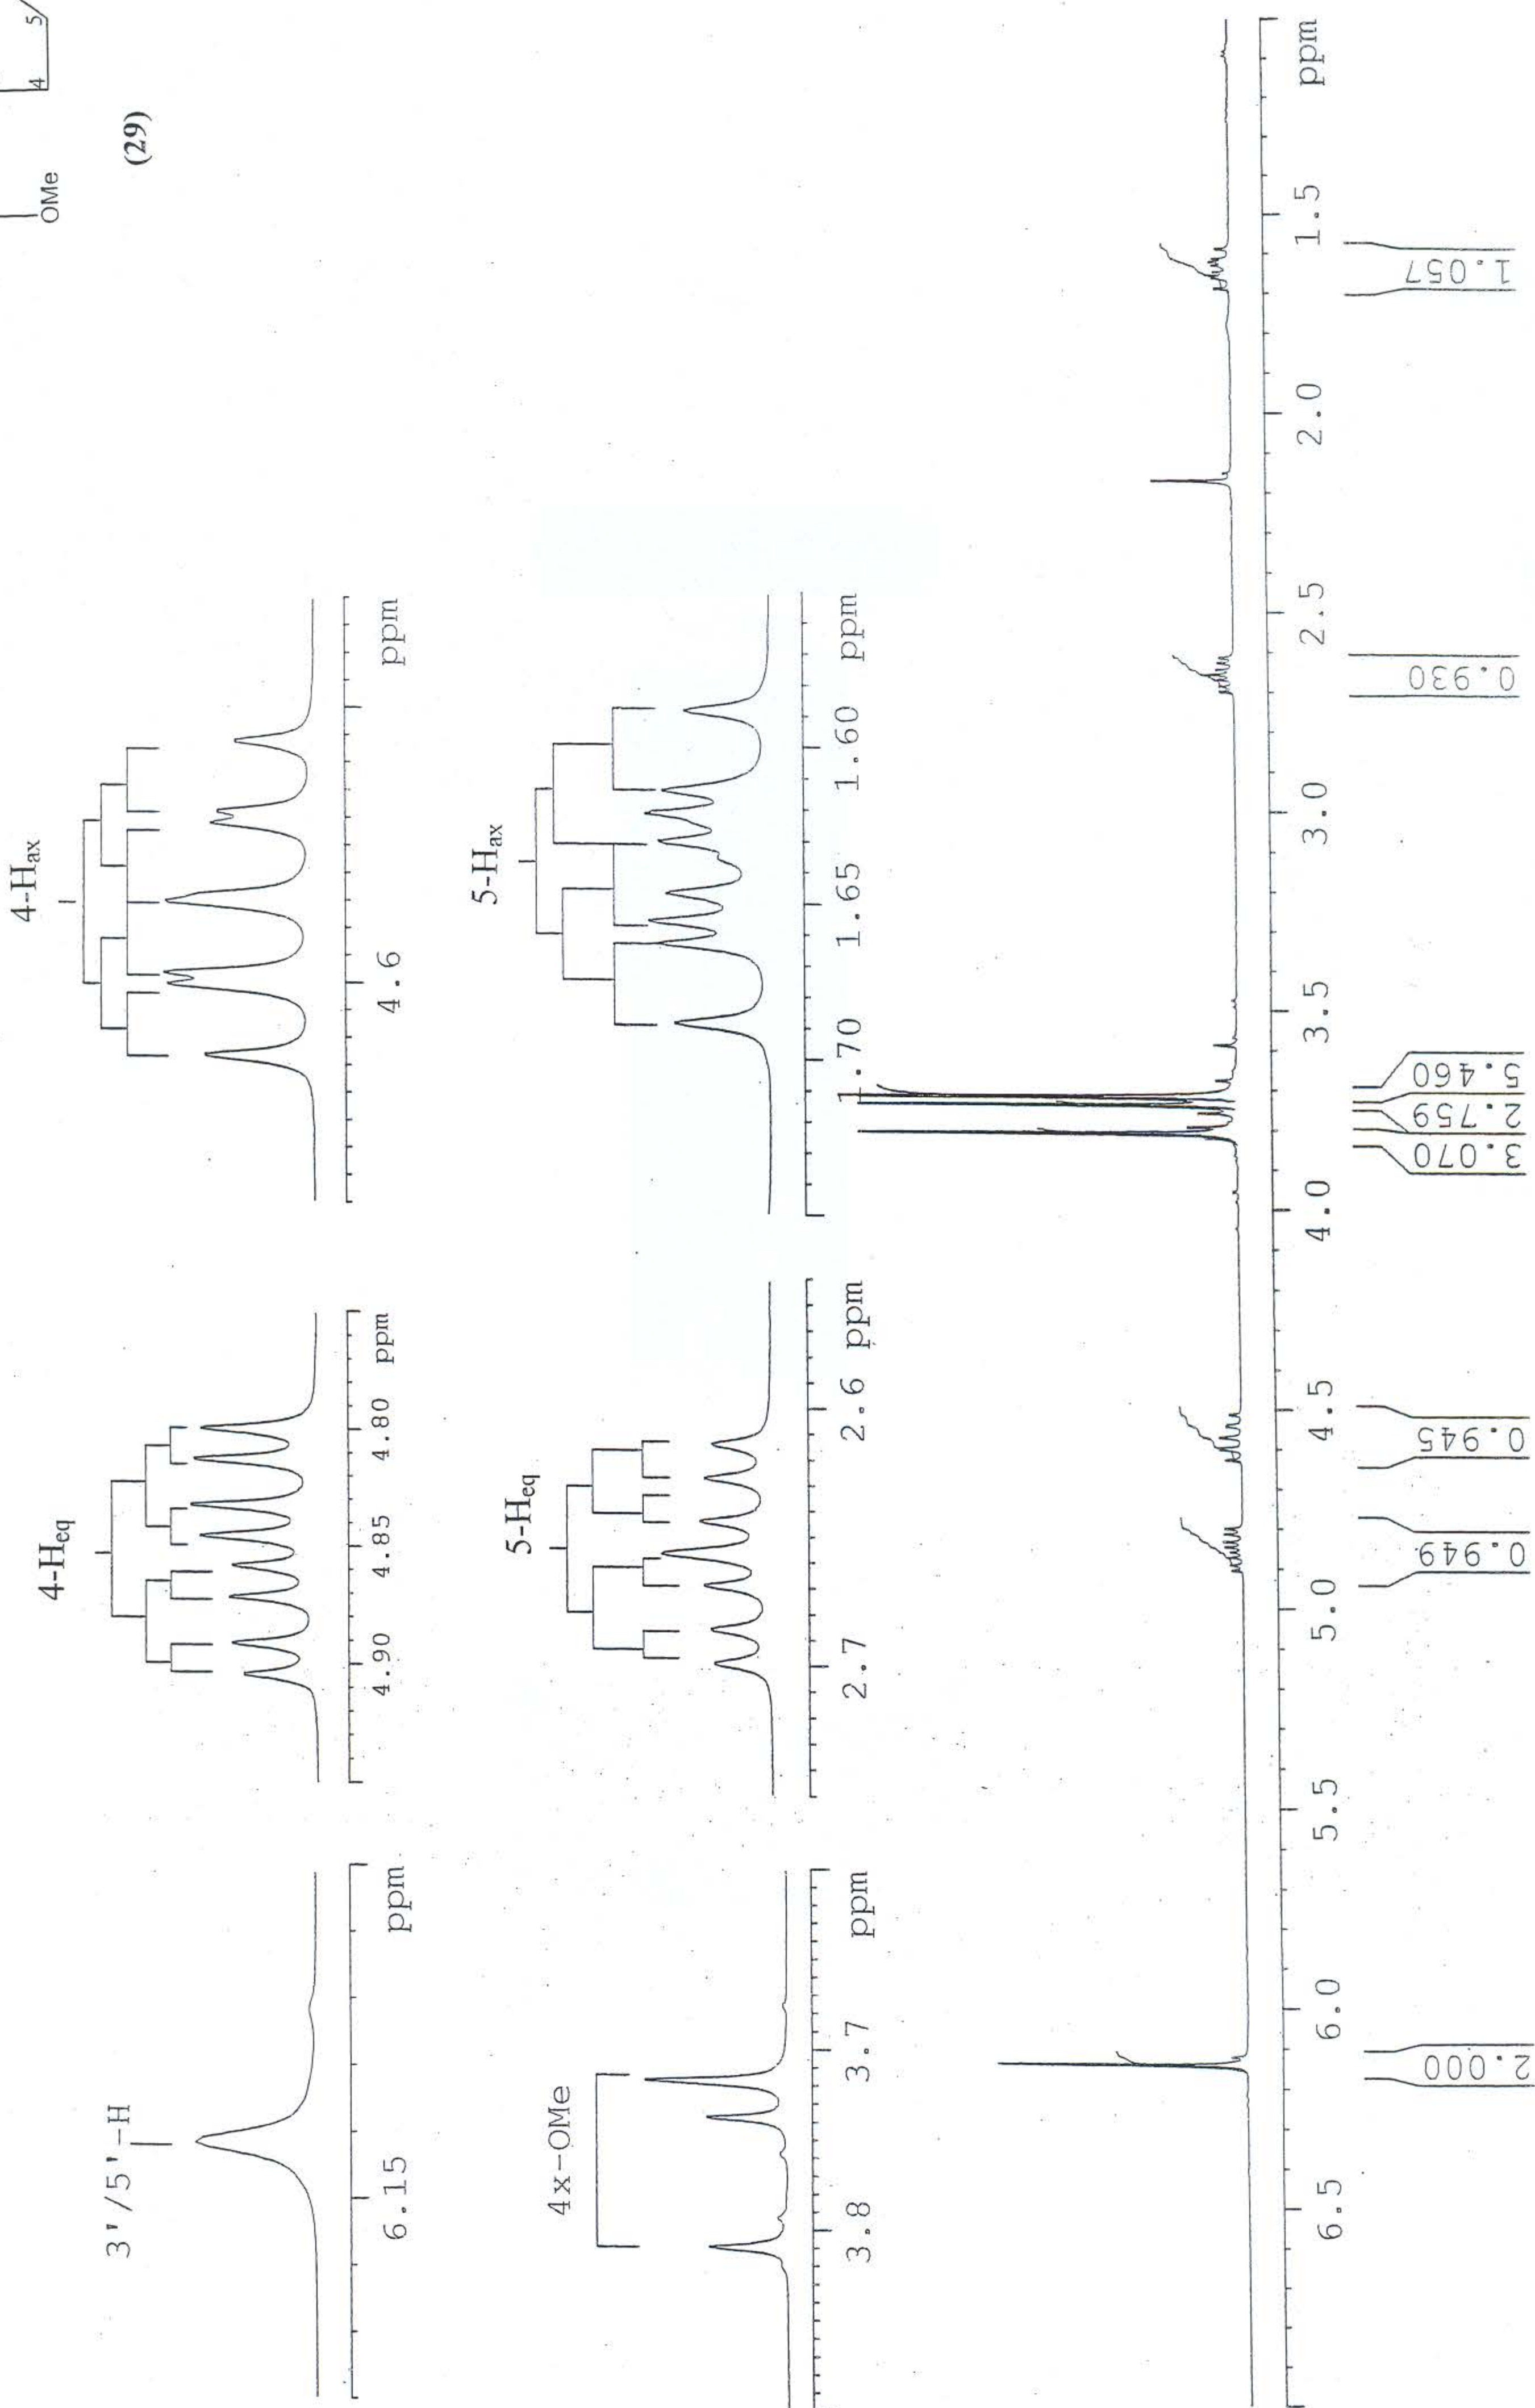 4 5
OMe
(29)
3'/5'-H
6.15 ppm
4-Heq
4.90 4.85 4.80 ppm
4-Hax
4.6 ppm
4x-OMe
3.8 3.7 ppm
5-Heq
2.7 2.6 ppm
5-Hax
1.70 1.65 1.60 ppm
6.5 6.0 5.5 5.0 4.5 4.0 3.5 3.0 2.5 2.0 1.5 ppm
2.000 0.949 0.945 3.070 2.759 5.460 0.930 1.057